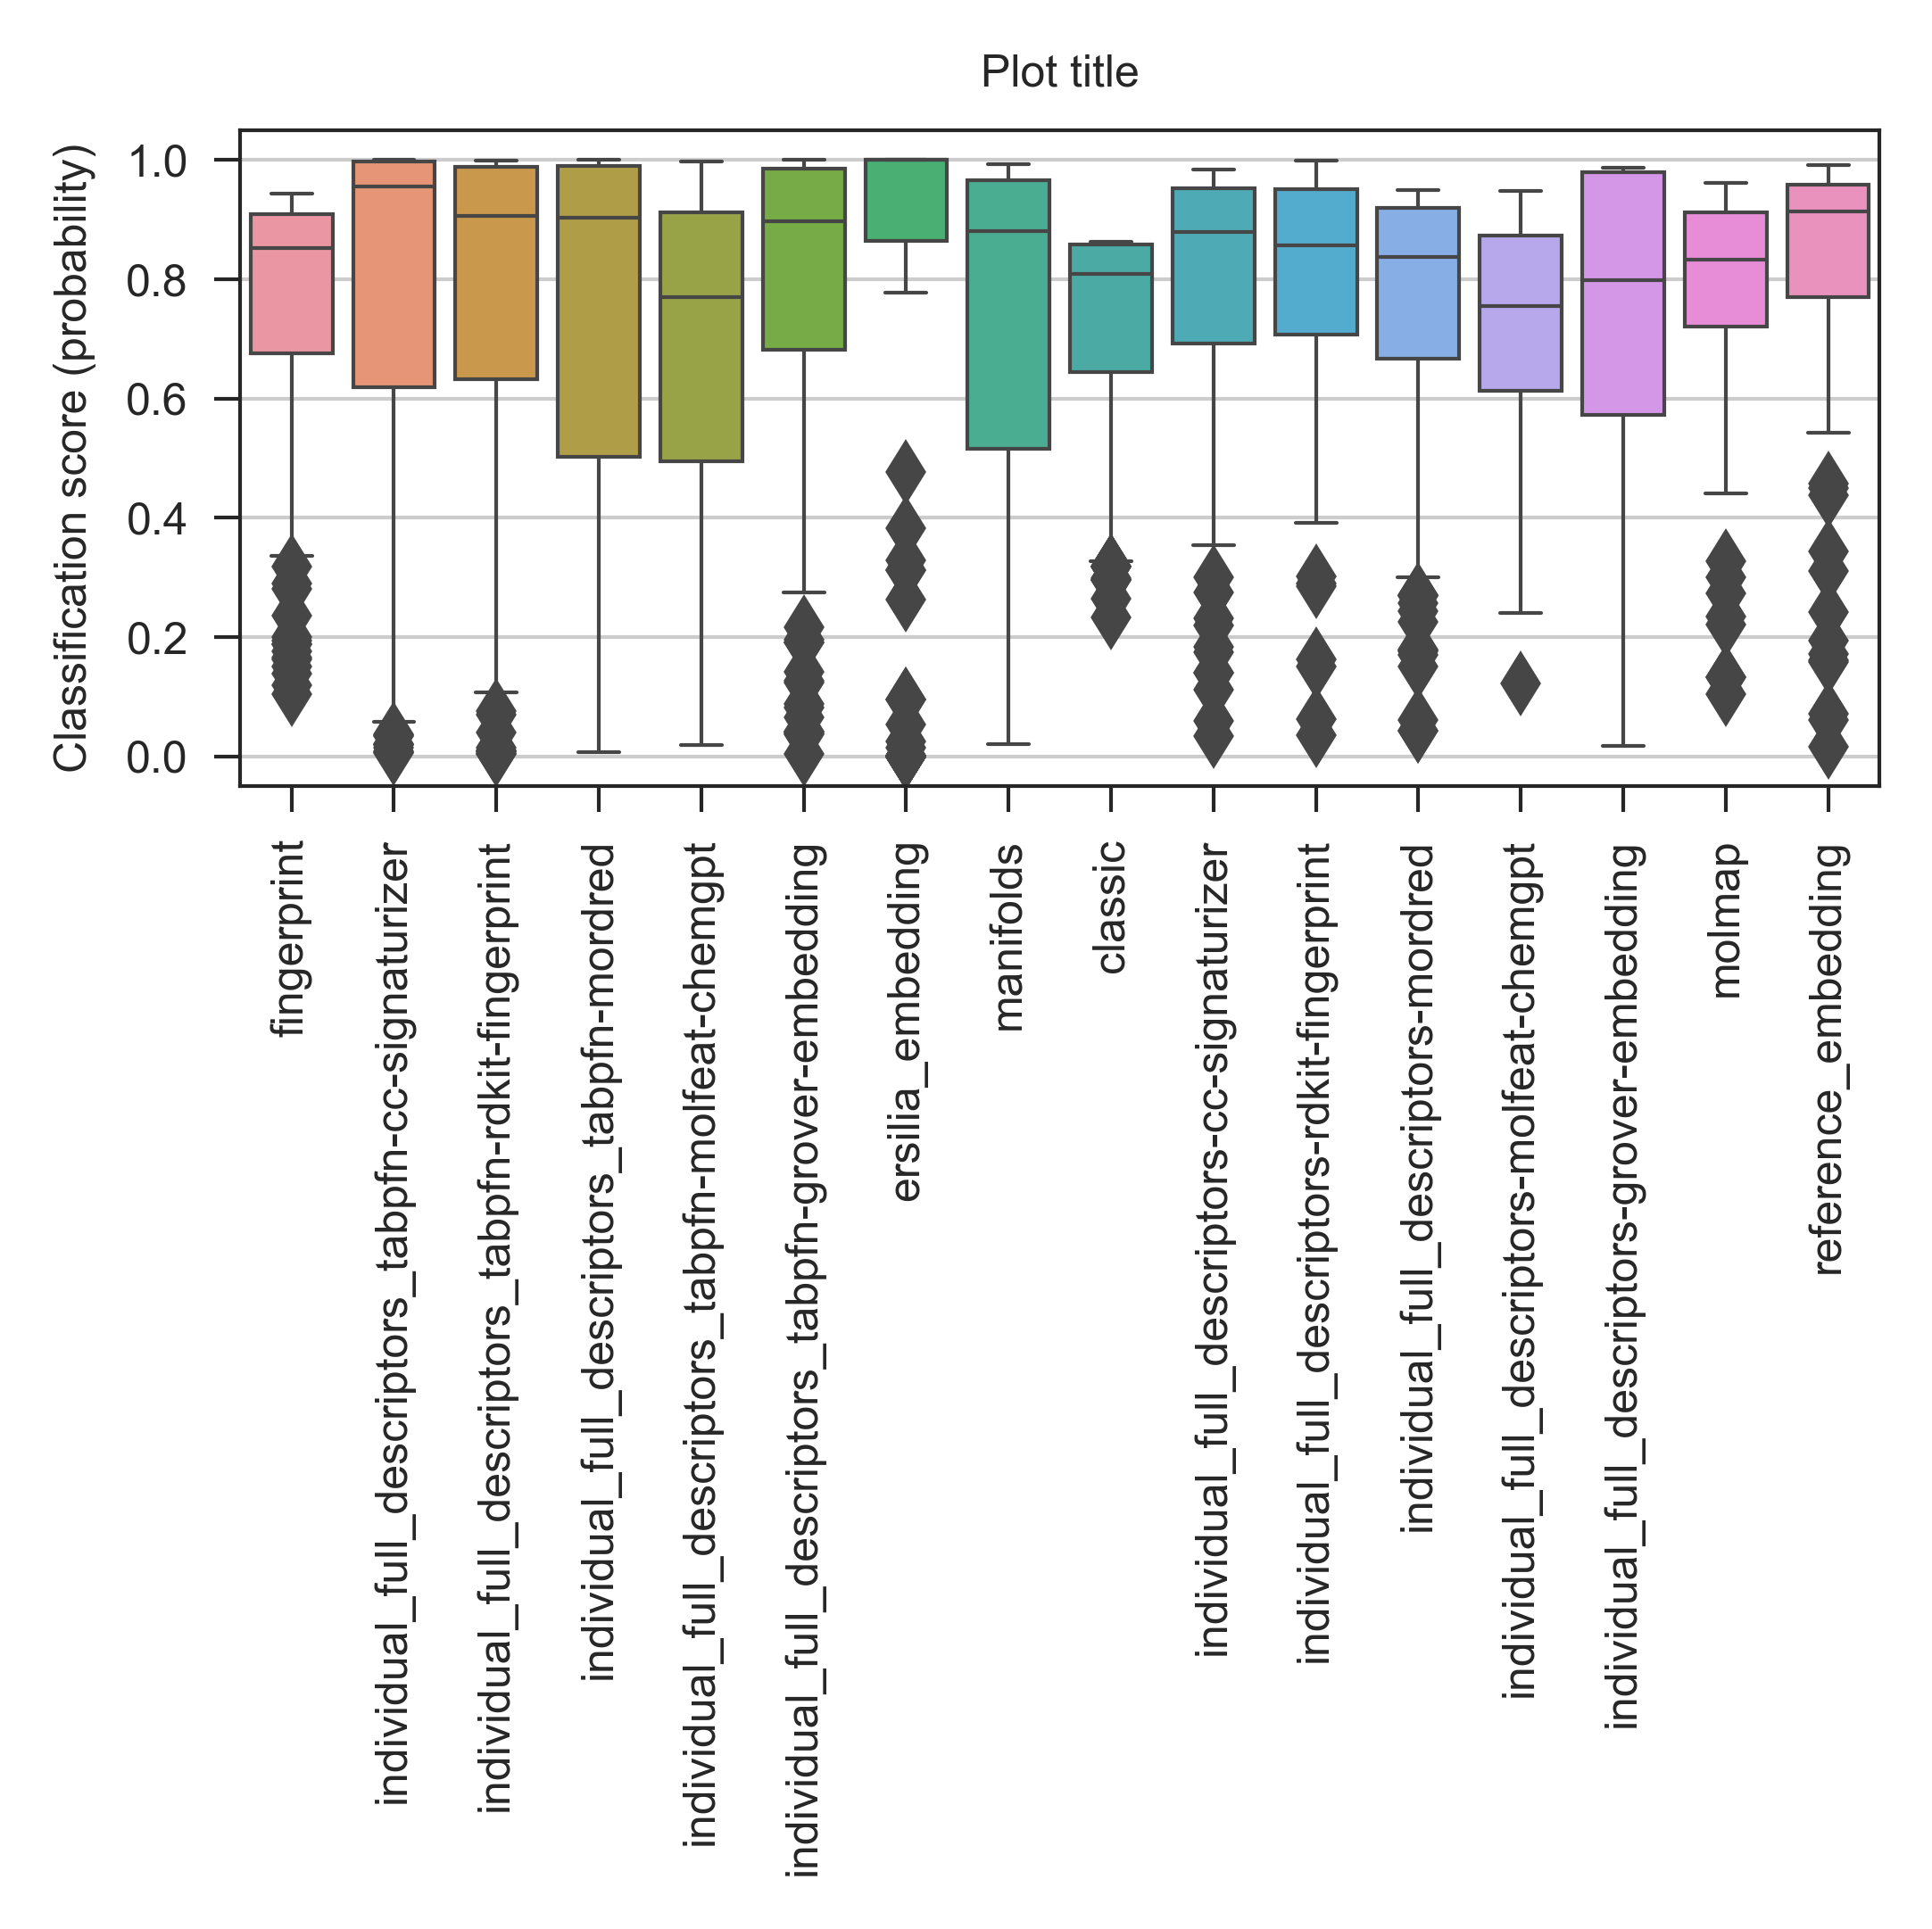 Plot title
Classification score (probability)
1.0
0.8
0.6
0.4
0.2
0.0
fingerprint
individual_full_descriptors_tabpfn-cc-signaturizer
individual_full_descriptors_tabpfn-rdkit-fingerprint
individual_full_descriptors_tabpfn-mordred
individual_full_descriptors_tabpfn-molfeat-chemgpt
individual_full_descriptors_tabpfn-grover-embedding
ersilia_embedding
manifolds
classic
individual_full_descriptors-cc-signaturizer
individual_full_descriptors-rdkit-fingerprint
individual_full_descriptors-mordred
individual_full_descriptors-molfeat-chemgpt
individual_full_descriptors-grover-embedding
molmap
reference_embedding